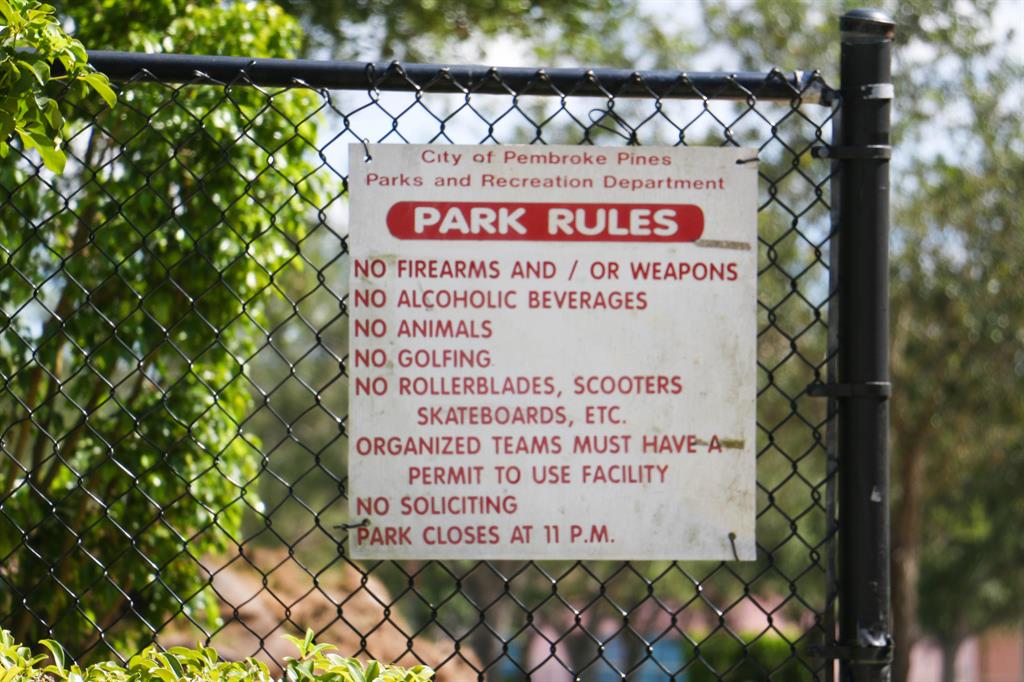 City of Pembroke Pines
Parks and Recreation Department
PARK RULES
NO FIREARMS AND / OR WEAPONS
NO ALCOHOLIC BEVERAGES
NO ANIMALS
NO GOLFING
NO ROLLERBLADES, SCOOTERS
SKATEBOARDS, ETC.
ORGANIZED TEAMS MUST HAVE A
PERMIT TO USE FACILITY
NO SOLICITING
PARK CLOSES AT 11 P.M.